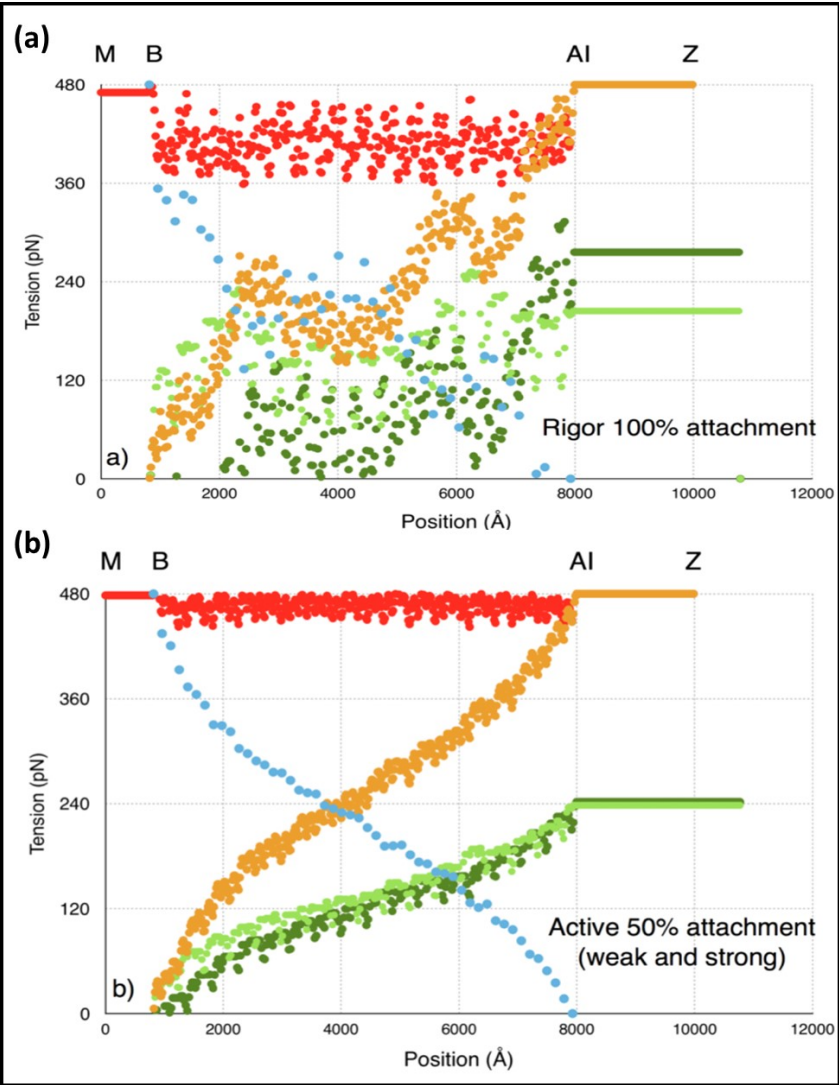 (a)
M B AI Z
480
360
240
120
0
Tension (pN)
a)
Rigor 100% attachment
0 2000 4000 6000 8000 10000 12000
Position (Å)
(b)
M B AI Z
480
360
240
120
0
Tension (pN)
b)
Active 50% attachment
(weak and strong)
0 2000 4000 6000 8000 10000 12000
Position (Å)